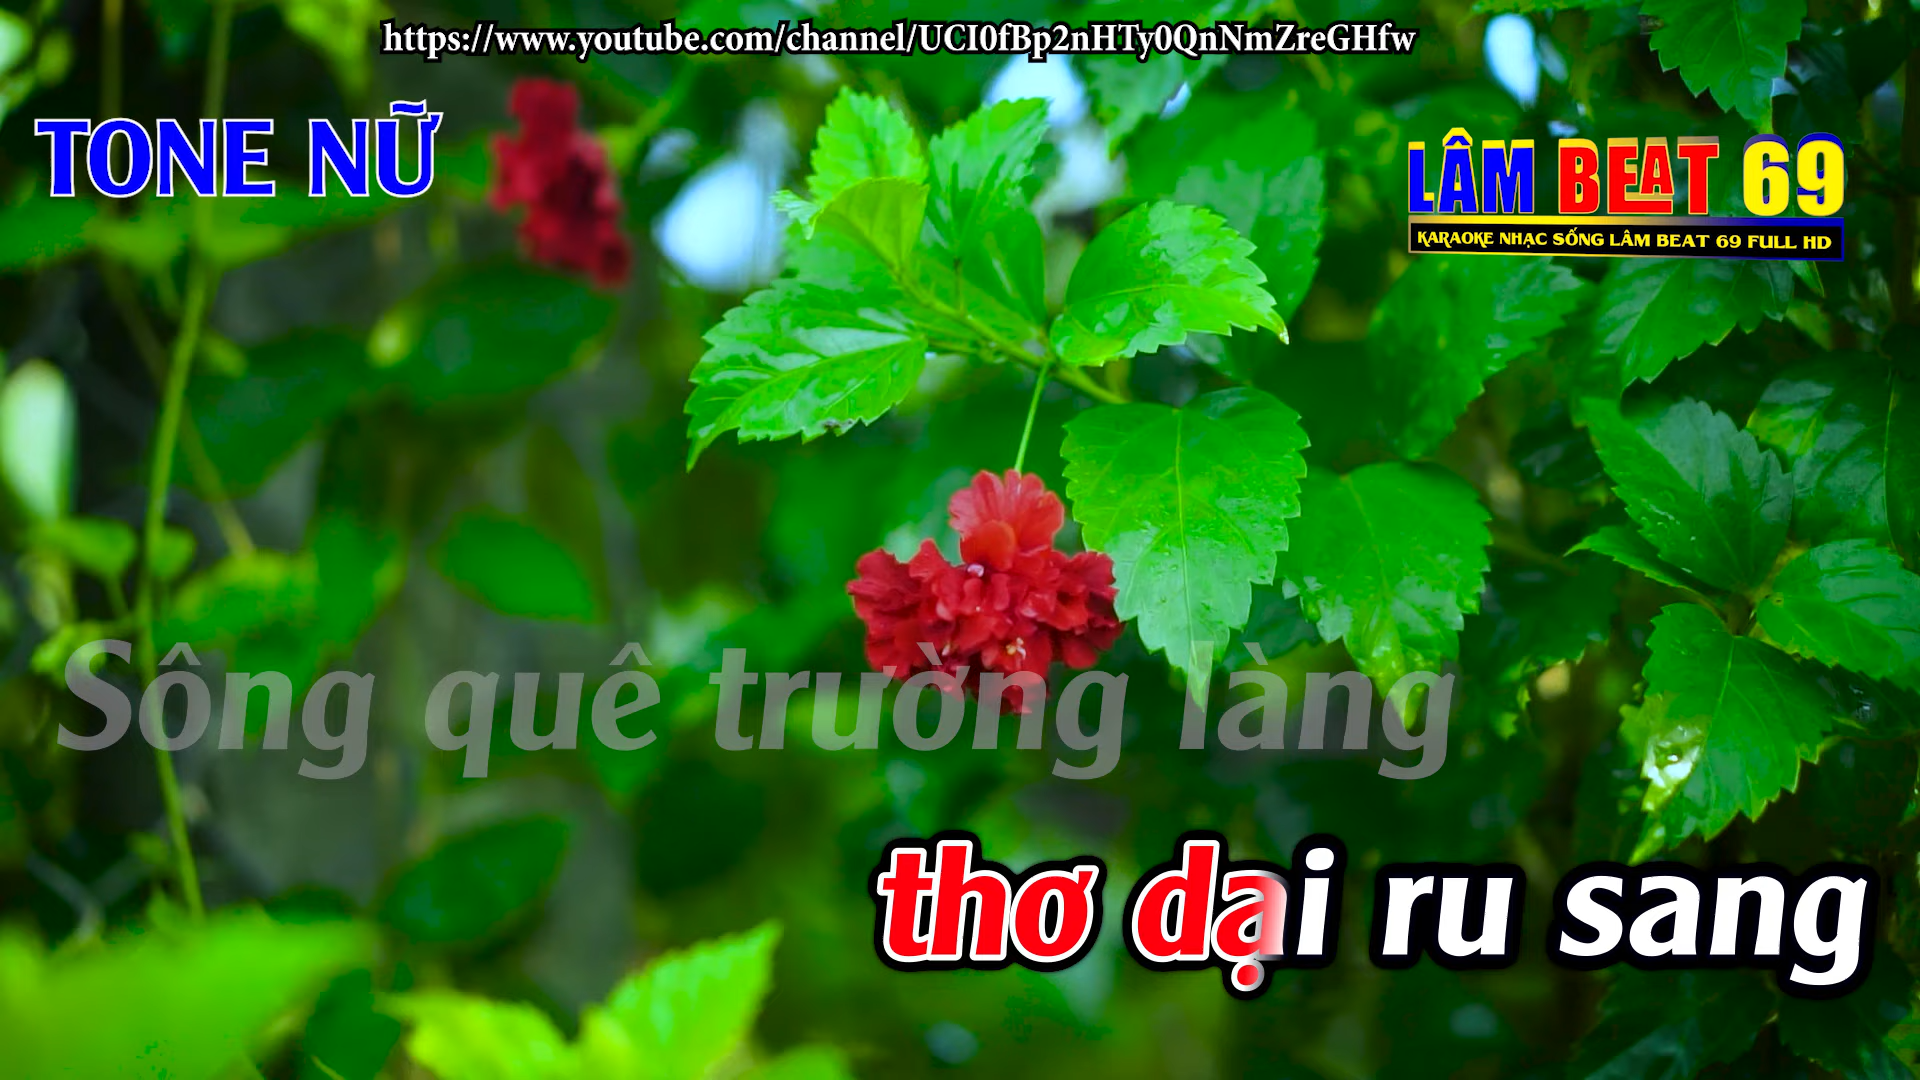 https://www.youtube.com/channel/UCI0fBp2nHTy0QnNmZreGHfw
TONE NỮ
LÂM BEAT 69
KARAOKE NHẠC SỐNG LÂM BEAT 69 FULL HD
Sông quê trường làng
thơ dại ru sang